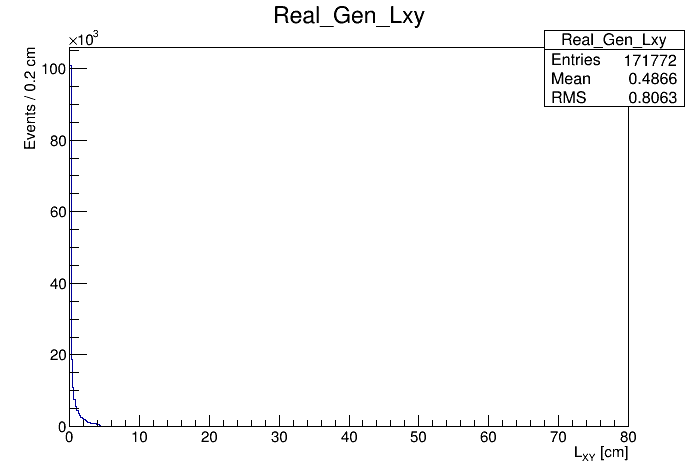 Real_Gen_Lxy
×10³
Real_Gen_Lxy
Entries 171772
Mean 0.4866
RMS 0.8063
Events / 0.2 cm
100
80
60
40
20
0
0 10 20 30 40 50 60 70 80
L_XY [cm]